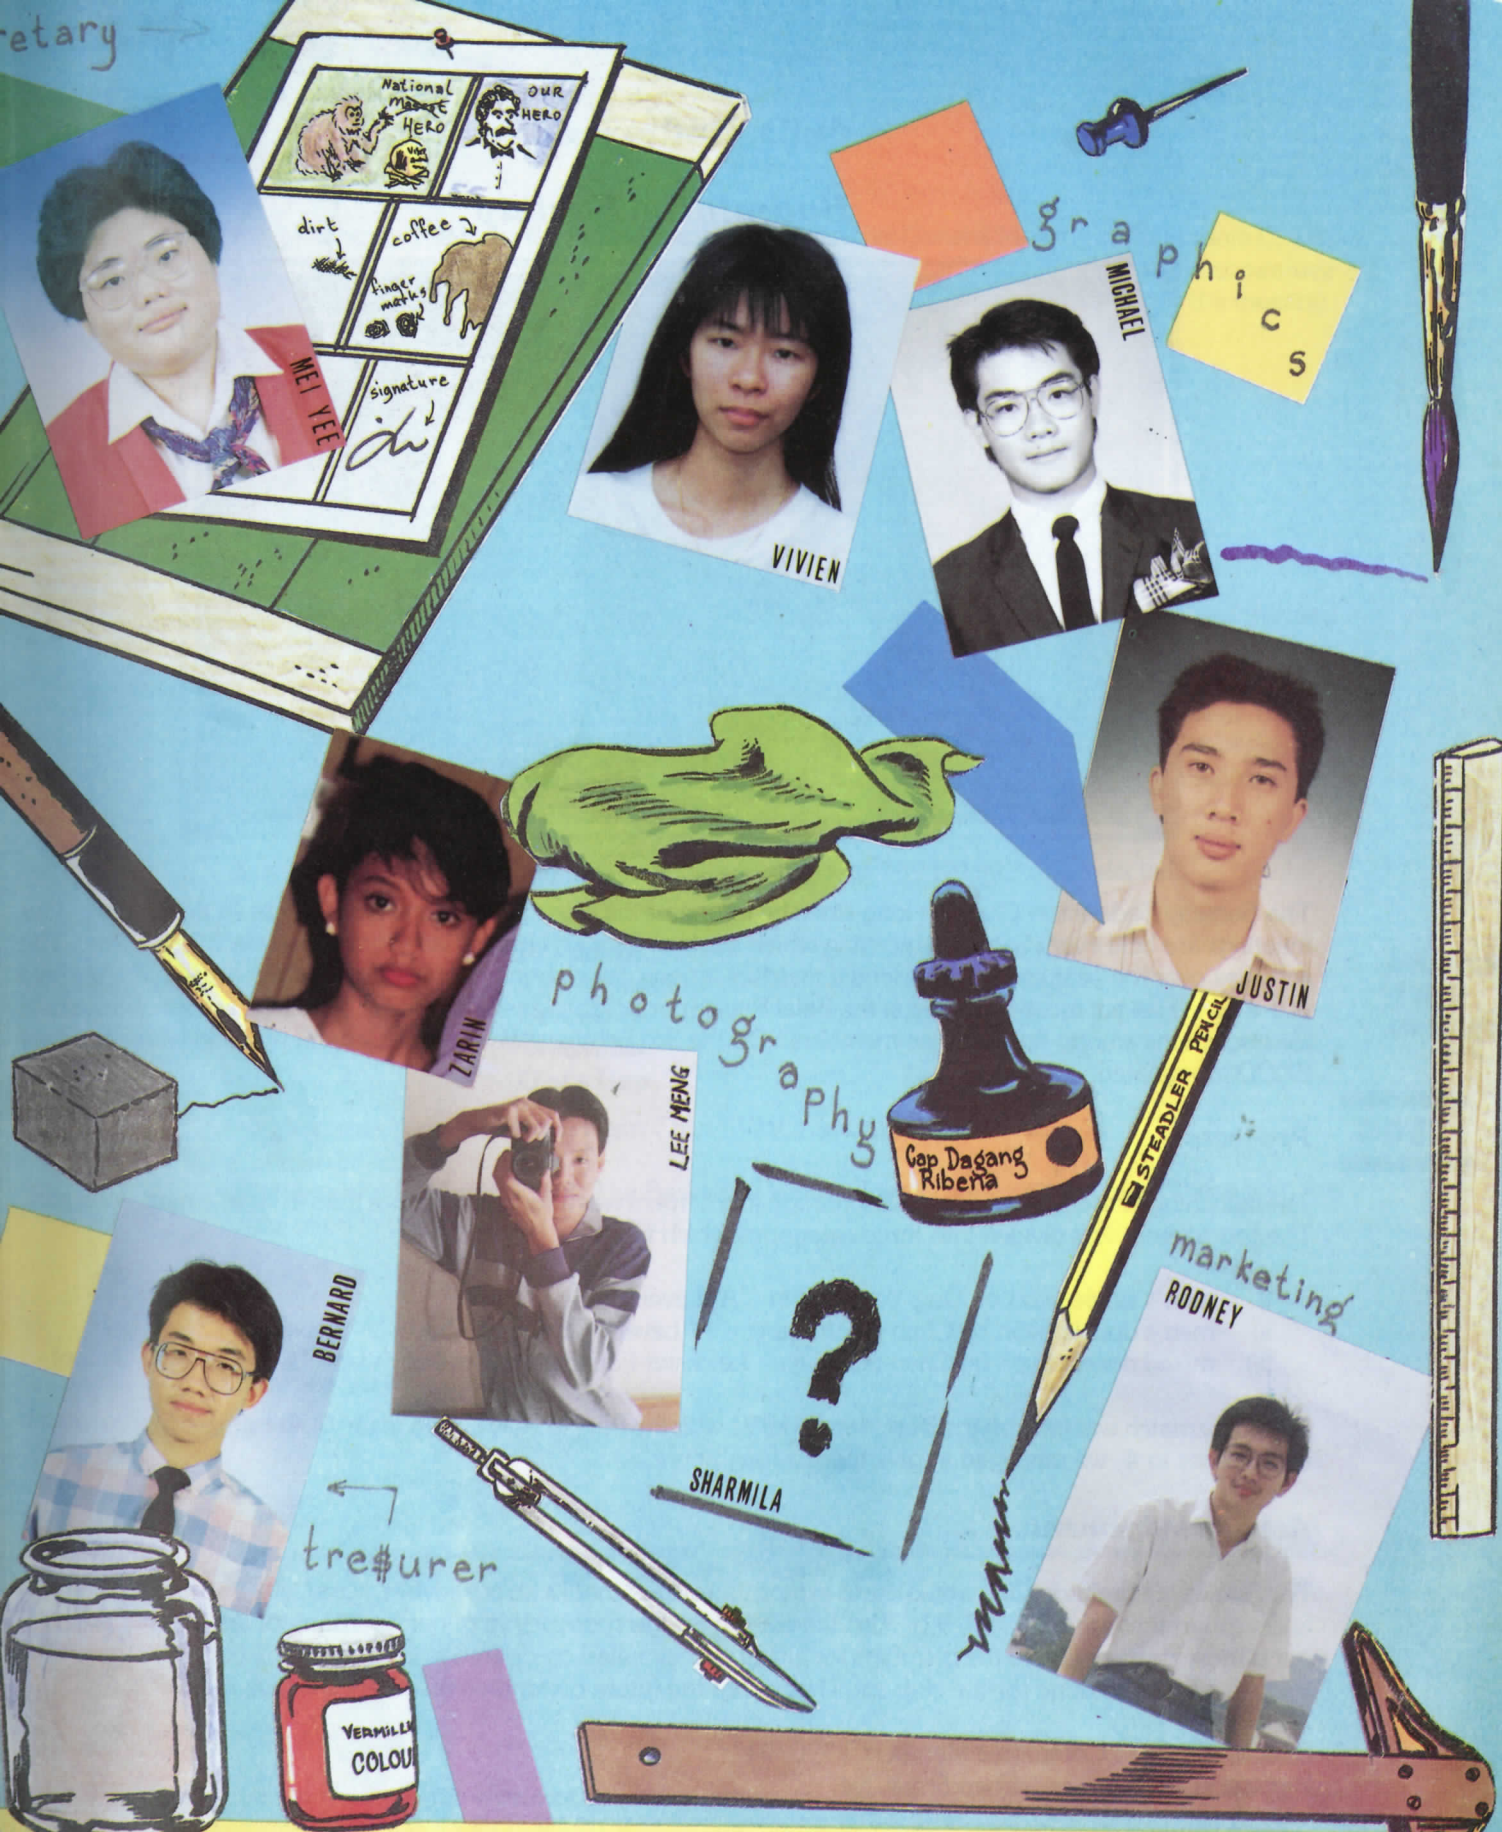 retary
National
Mascot
HERO
OUR
HERO
dirt
coffee
finger
marks
signature
MEI YEE
VIVIEN
MICHAEL
graphics
JUSTIN
ZARIN
photography
LEE MENG
Cap Dagang
Ribena
STEADLER PENCIL
marketing
RODNEY
BERNARD
SHARMILA
tre$urer
VERMILLI
COLOU